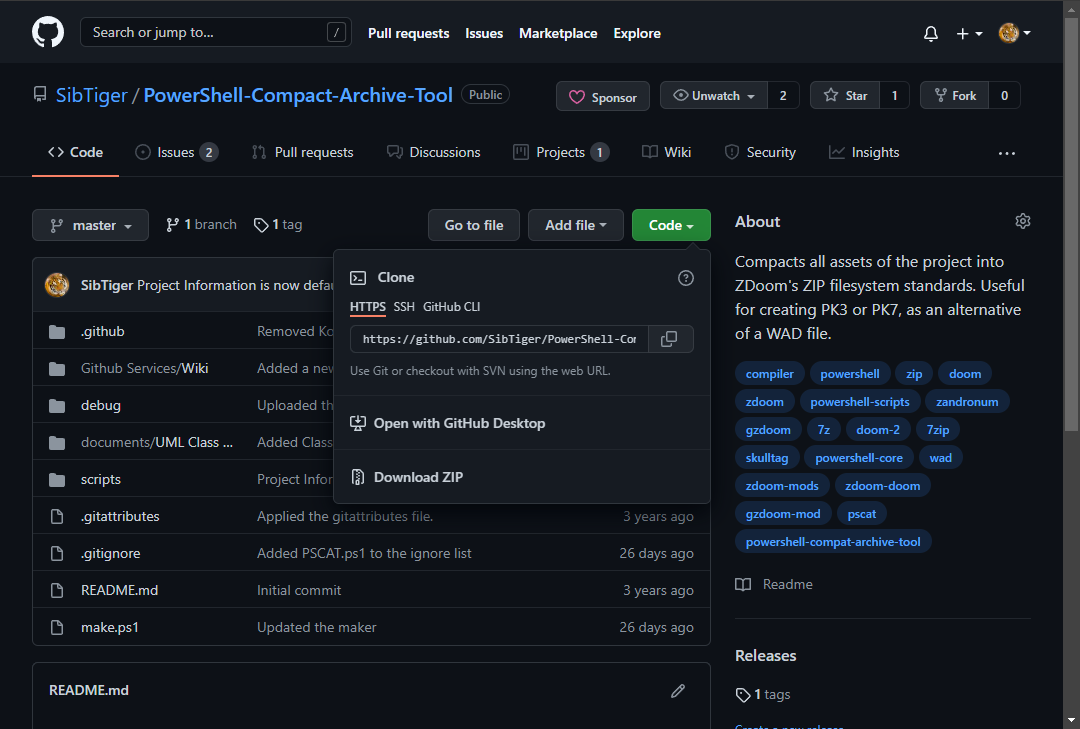 Search or jump to... / Pull requests Issues Marketplace Explore
SibTiger / PowerShell-Compact-Archive-Tool Public Sponsor Unwatch 2 Star 1 Fork 0
Code Issues 2 Pull requests Discussions Projects 1 Wiki Security Insights ...
master 1 branch 1 tag Go to file Add file Code
Clone
HTTPS SSH GitHub CLI
https://github.com/SibTiger/PowerShell-Cor
Use Git or checkout with SVN using the web URL.
Open with GitHub Desktop
Download ZIP
SibTiger Project Information is now defau
.github Removed Ko
Github Services/Wiki Added a new
debug Uploaded th
documents/UML Class ... Added Class
scripts Project Infor
.gitattributes Applied the gitattributes file. 3 years ago
.gitignore Added PSCAT.ps1 to the ignore list 26 days ago
README.md Initial commit 3 years ago
make.ps1 Updated the maker 26 days ago
README.md
About
Compacts all assets of the project into
ZDoom's ZIP filesystem standards. Useful
for creating PK3 or PK7, as an alternative
of a WAD file.
compiler powershell zip doom
zdoom powershell-scripts zandronum
gzdoom 7z doom-2 7zip
skulltag powershell-core wad
zdoom-mods zdoom-doom
gzdoom-mod pscat
powershell-compat-archive-tool
Readme
Releases
1 tags
Create a new release